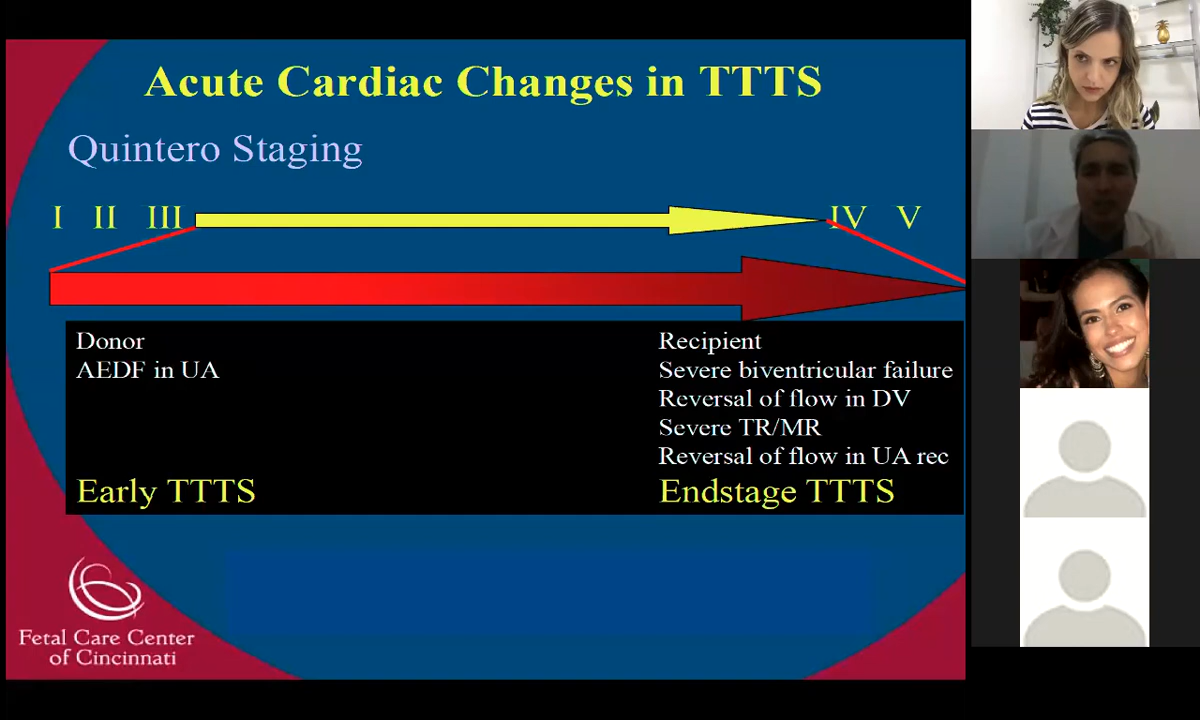 Acute Cardiac Changes in TTTS
Quintero Staging
I II III IV V
Donor
AEDF in UA
Early TTTS
Recipient
Severe biventricular failure
Reversal of flow in DV
Severe TR/MR
Reversal of flow in UA rec
Endstage TTTS
Fetal Care Center
of Cincinnati